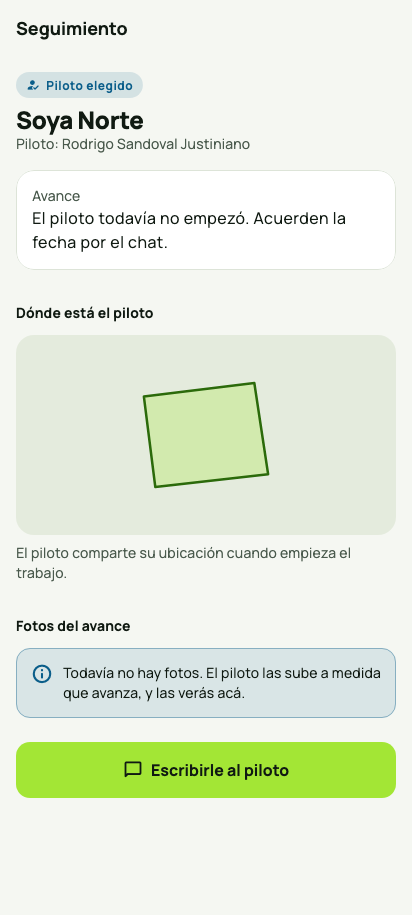 Seguimiento
Piloto elegido
Soya Norte
Piloto: Rodrigo Sandoval Justiniano
Avance
El piloto todavía no empezó. Acuerden la
fecha por el chat.
Dónde está el piloto
El piloto comparte su ubicación cuando empieza el
trabajo.
Fotos del avance
Todavía no hay fotos. El piloto las sube a medida
que avanza, y las verás acá.
Escribirle al piloto